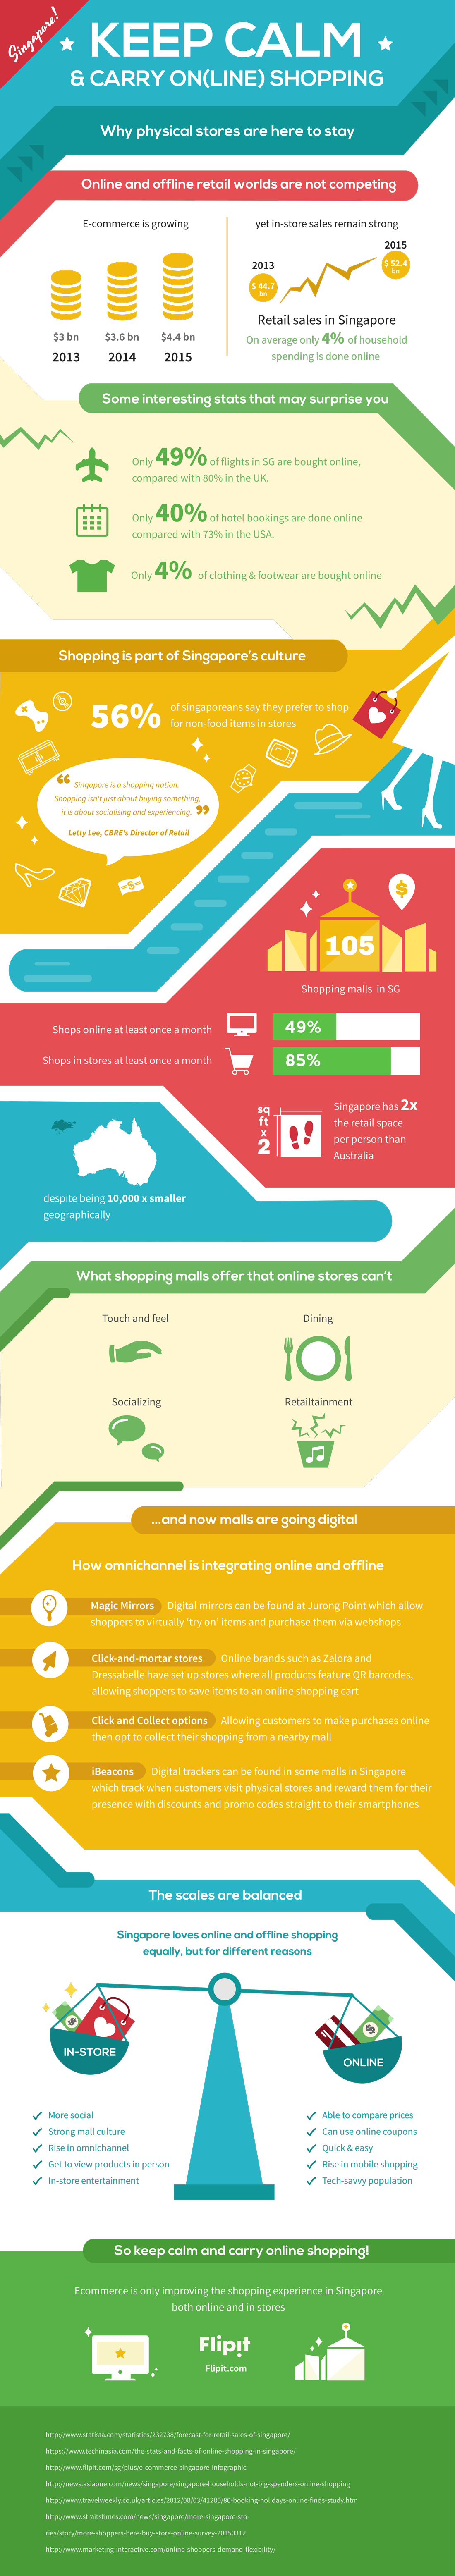 Singapore!
KEEP CALM
& CARRY ON(LINE) SHOPPING
Why physical stores are here to stay
Online and offline retail worlds are not competing
E-commerce is growing
$3 bn
$3.6 bn
$4.4 bn
2013
2014
2015
yet in-store sales remain strong
2015
$ 52.4
bn
2013
$ 44.7
bn
Retail sales in Singapore
On average only 4% of household
spending is done online
Some interesting stats that may surprise you
Only 49% of flights in SG are bought online,
compared with 80% in the UK.
Only 40% of hotel bookings are done online
compared with 73% in the USA.
Only 4% of clothing & footwear are bought online
Shopping is part of Singapore's culture
56%
of singaporeans say they prefer to shop
for non-food items in stores
“ Singapore is a shopping nation.
Shopping isn't just about buying something,
it is about socialising and experiencing. ”
Letty Lee, CBRE's Director of Retail
5
$
105
Shopping malls in SG
Shops online at least once a month
49%
Shops in stores at least once a month
85%
sq
ft
x
2
Singapore has 2x
the retail space
per person than
Australia
despite being 10,000 x smaller
geographically
What shopping malls offer that online stores can't
Touch and feel
Dining
Socializing
Retailtainment
...and now malls are going digital
How omnichannel is integrating online and offline
Magic Mirrors Digital mirrors can be found at Jurong Point which allow
shoppers to virtually 'try on' items and purchase them via webshops
Click-and-mortar stores Online brands such as Zalora and
Dressabelle have set up stores where all products feature QR barcodes,
allowing shoppers to save items to an online shopping cart
Click and Collect options Allowing customers to make purchases online
then opt to collect their shopping from a nearby mall
iBeacons Digital trackers can be found in some malls in Singapore
which track when customers visit physical stores and reward them for their
presence with discounts and promo codes straight to their smartphones
The scales are balanced
Singapore loves online and offline shopping
equally, but for different reasons
$
$
IN-STORE
ONLINE
More social
Strong mall culture
Rise in omnichannel
Get to view products in person
In-store entertainment
Able to compare prices
Can use online coupons
Quick & easy
Rise in mobile shopping
Tech-savvy population
So keep calm and carry online shopping!
Ecommerce is only improving the shopping experience in Singapore
both online and in stores
Flipit
Flipit.com
http://www.statista.com/statistics/232738/forecast-for-retail-sales-of-singapore/
https://www.techinasia.com/the-stats-and-facts-of-online-shopping-in-singapore/
http://www.flipit.com/sg/plus/e-commerce-singapore-infographic
http://news.asiaone.com/news/singapore/singapore-households-not-big-spenders-online-shopping
http://www.travelweekly.co.uk/articles/2012/08/03/41280/80-booking-holidays-online-finds-study.htm
http://www.straitstimes.com/news/singapore/more-singapore-sto-
ries/story/more-shoppers-here-buy-store-online-survey-20150312
http://www.marketing-interactive.com/online-shoppers-demand-flexibility/